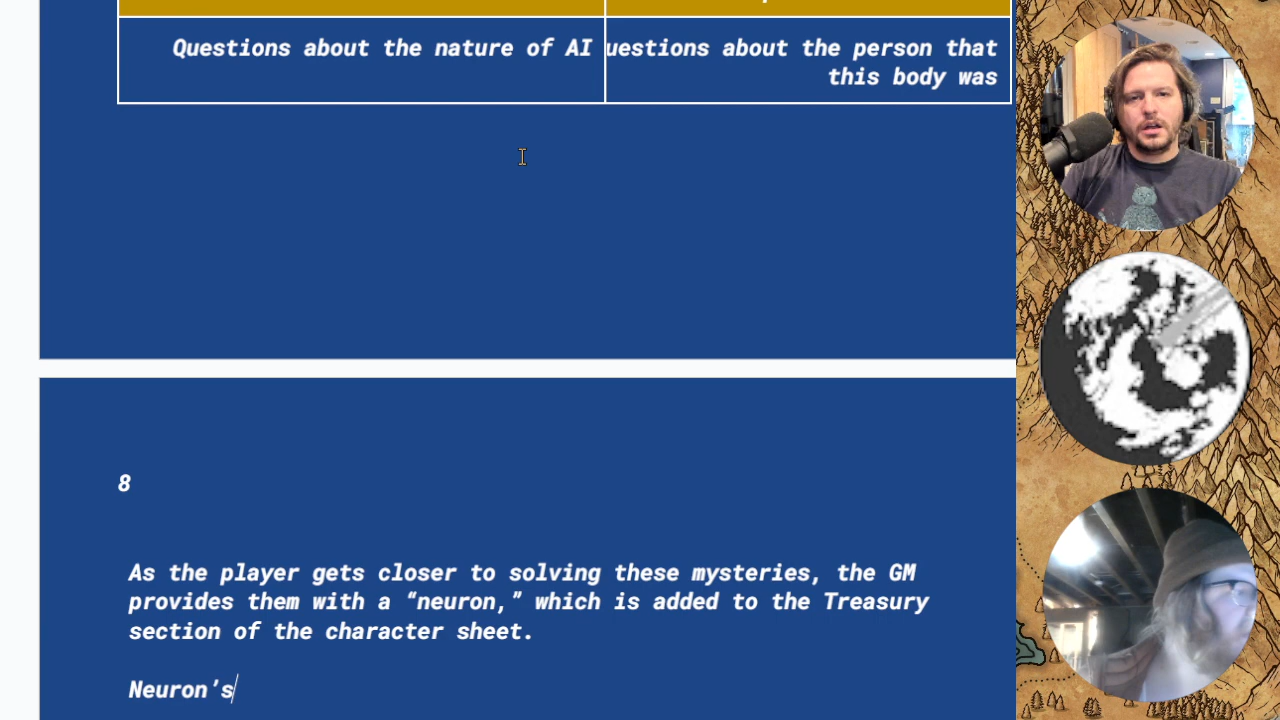 Questions about the nature of AI
uestions about the person that
this body was
8
As the player gets closer to solving these mysteries, the GM
provides them with a “neuron,” which is added to the Treasury
section of the character sheet.
Neuron’s